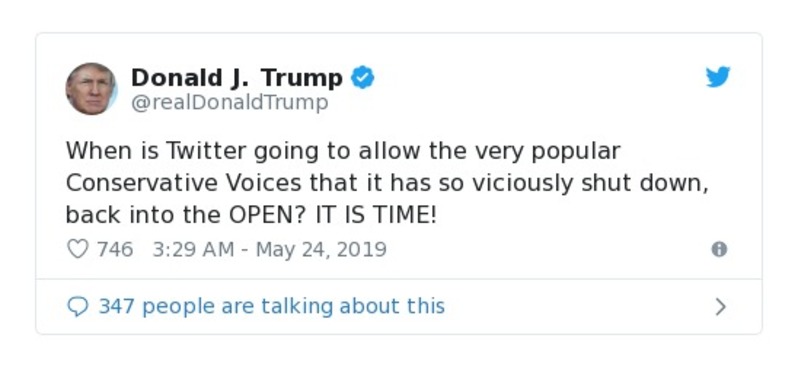 Donald J. Trump
@realDonaldTrump
When is Twitter going to allow the very popular
Conservative Voices that it has so viciously shut down,
back into the OPEN? IT IS TIME!
746 3:29 AM - May 24, 2019
347 people are talking about this